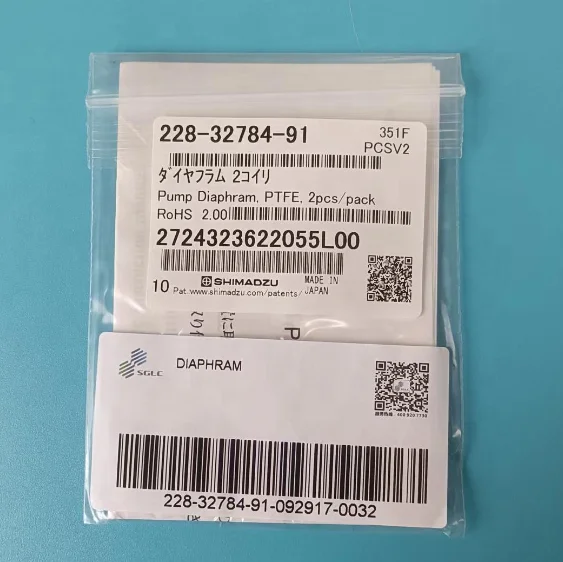 228-32784-91
351F
PCSV2
ダイヤフラム 2コイリ
Pump Diaphram, PTFE, 2pcs/pack
RoHS 2.00
2724323622055L00
SHIMADZU
MADE IN
JAPAN
10 Pat.www.shimadzu.com/patents/
SGLC
DIAPHRAM
228-32784-91-092917-0032